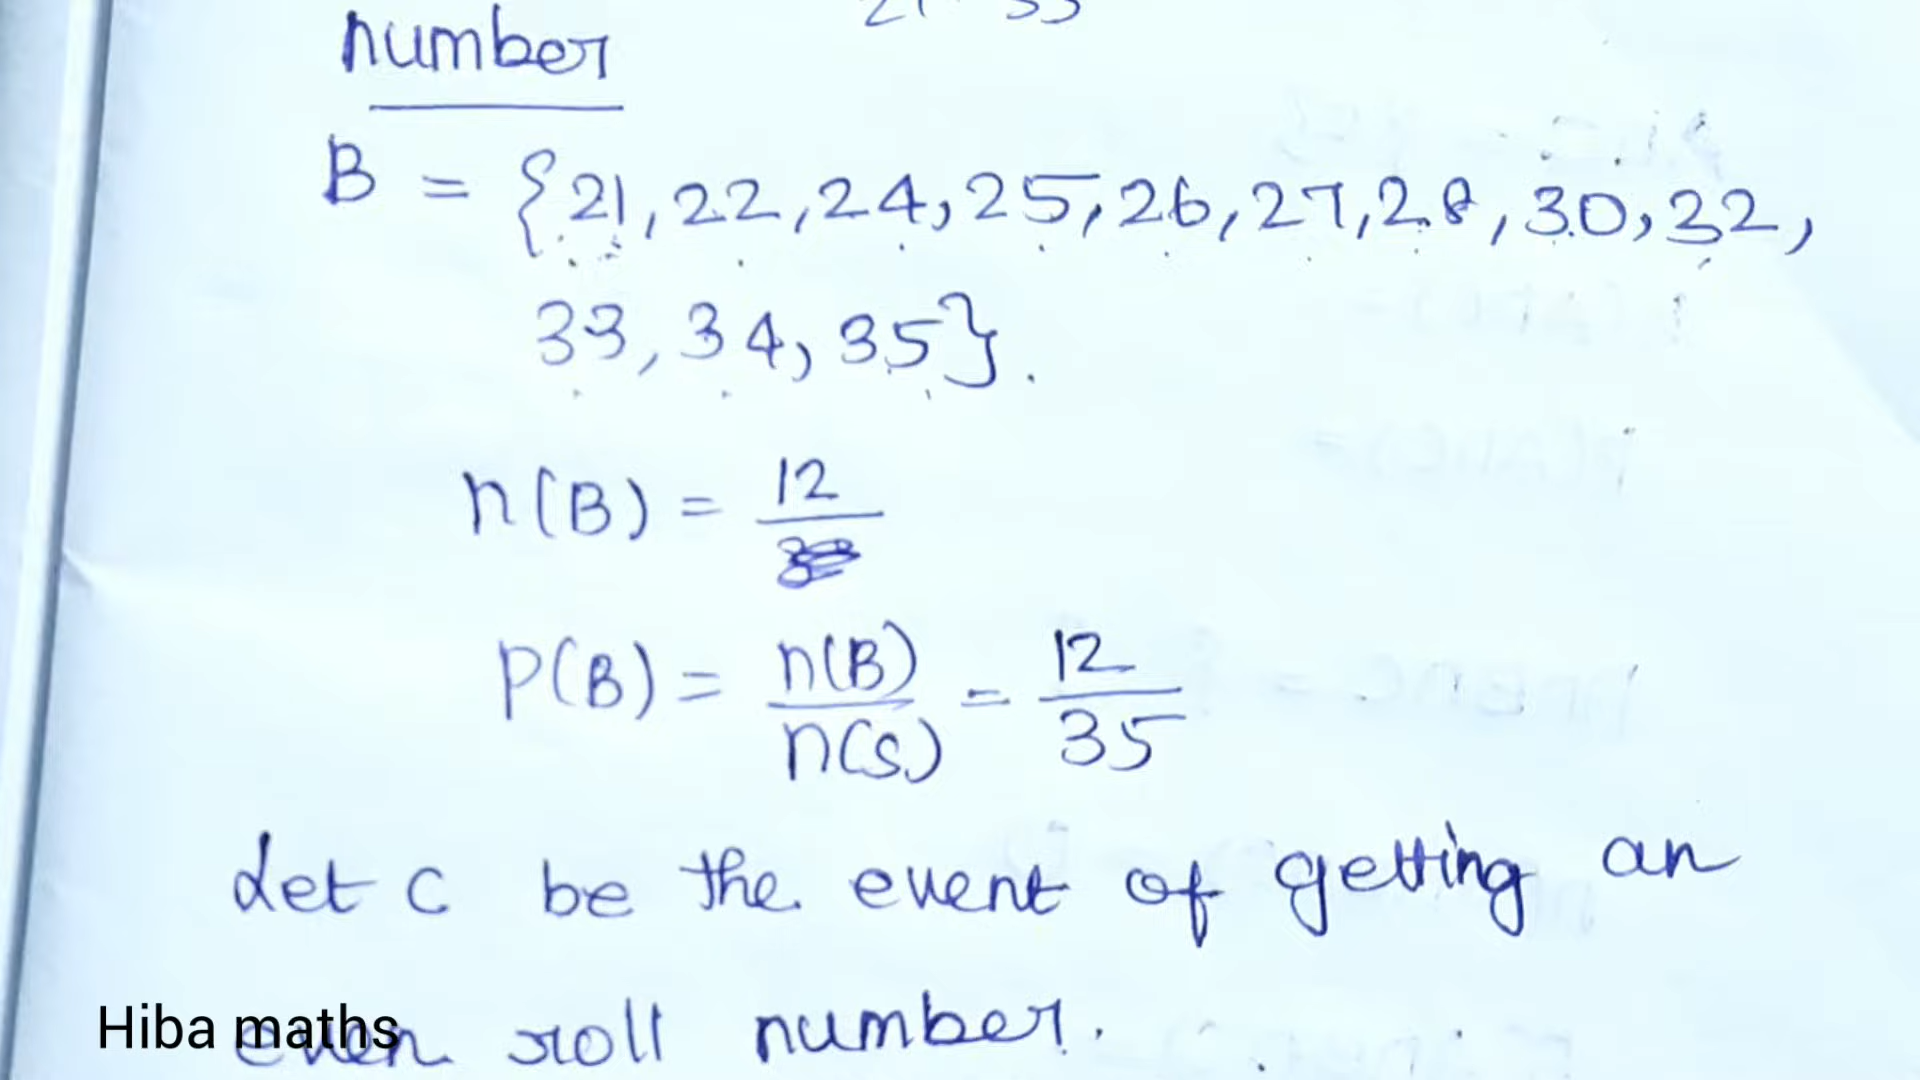 number
B = {21, 22, 24, 25, 26, 27, 28, 30, 32,
33, 34, 35}.
n(B) = 12
P(B) = n(B)/n(S) = 12/35
Let C be the event of getting an
even roll number.
Hiba maths